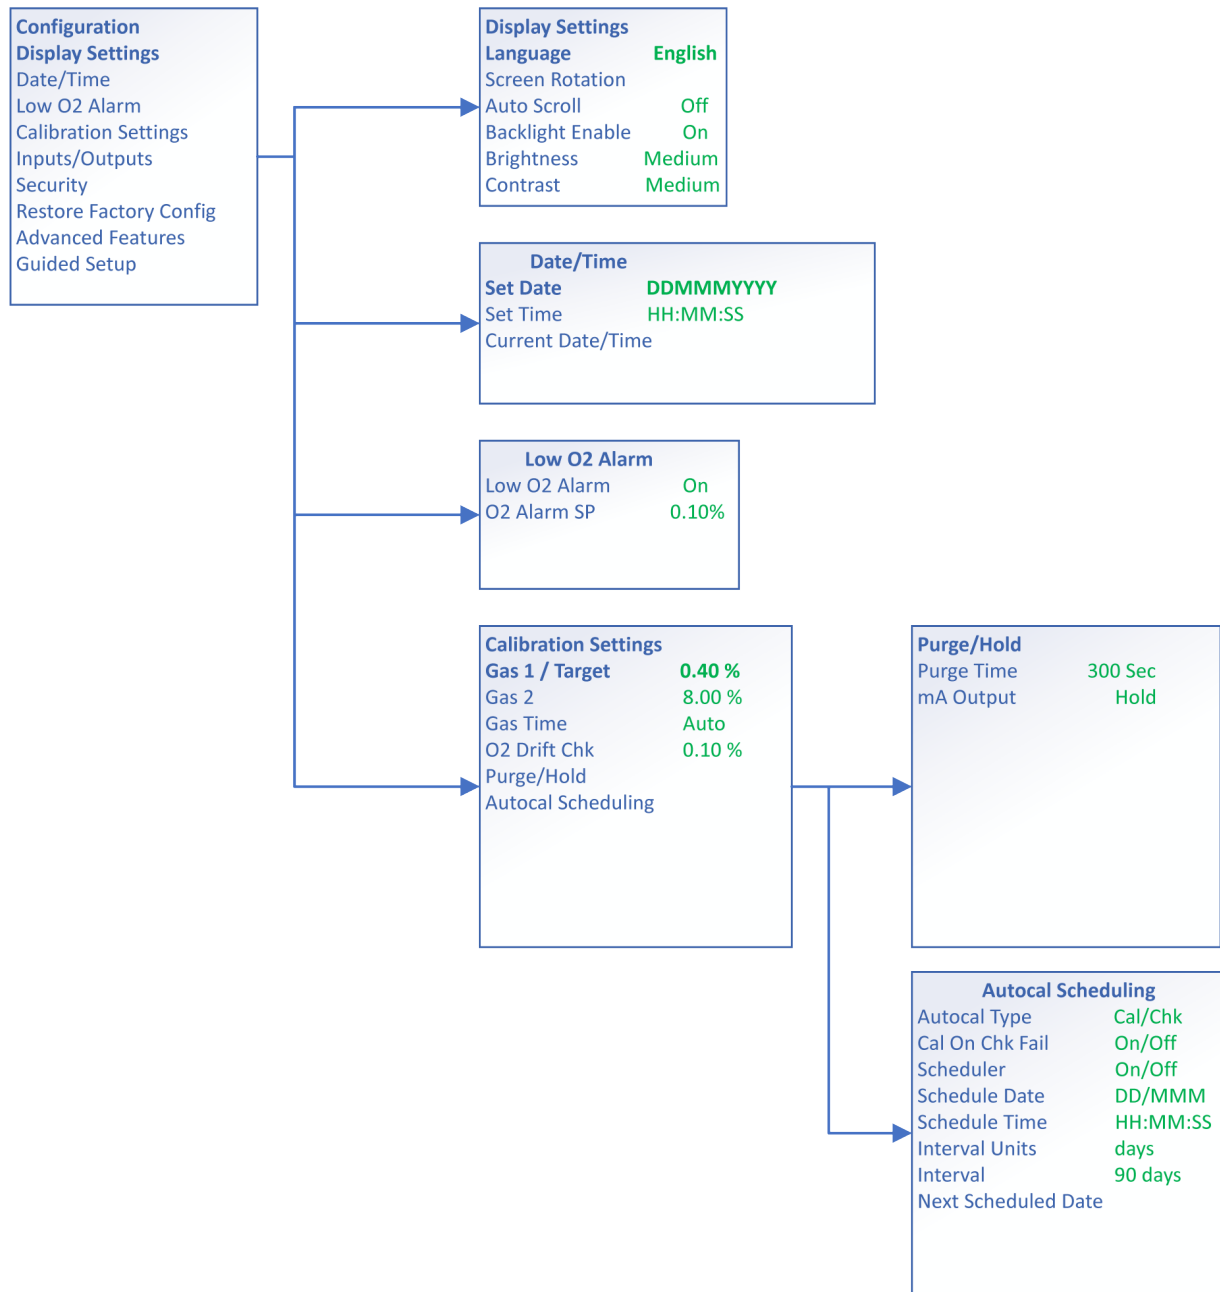 Configuration
Display Settings
Date/Time
Low O2 Alarm
Calibration Settings
Inputs/Outputs
Security
Restore Factory Config
Advanced Features
Guided Setup
Display Settings
Language English
Screen Rotation
Auto Scroll Off
Backlight Enable On
Brightness Medium
Contrast Medium
Date/Time
Set Date DDMMMYYYY
Set Time HH:MM:SS
Current Date/Time
Low O2 Alarm
Low O2 Alarm On
O2 Alarm SP 0.10%
Calibration Settings
Gas 1 / Target 0.40 %
Gas 2 8.00 %
Gas Time Auto
O2 Drift Chk 0.10 %
Purge/Hold
Autocal Scheduling
Purge/Hold
Purge Time 300 Sec
mA Output Hold
Autocal Scheduling
Autocal Type Cal/Chk
Cal On Chk Fail On/Off
Scheduler On/Off
Schedule Date DD/MMM
Schedule Time HH:MM:SS
Interval Units days
Interval 90 days
Next Scheduled Date